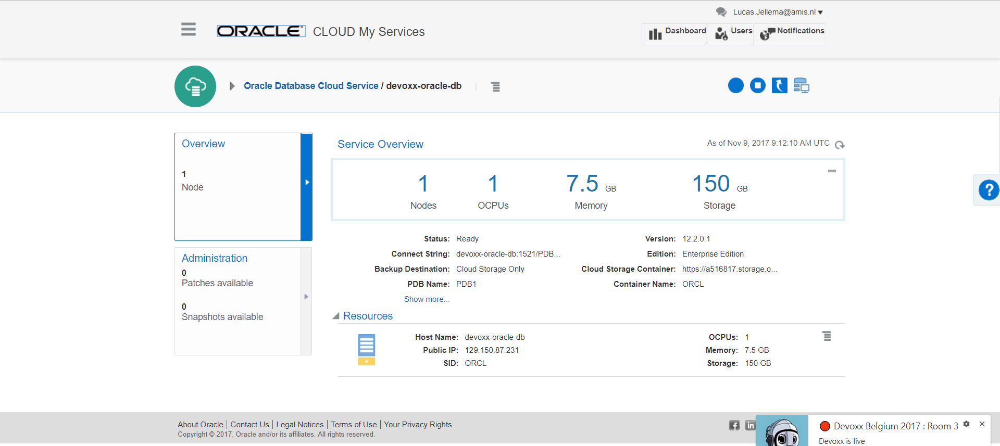 Lucas.Jellema@amis.nl
ORACLE CLOUD My Services
Dashboard Users Notifications
Oracle Database Cloud Service / devoxx-oracle-db
Overview
1
Node
Administration
0
Patches available
0
Snapshots available
Service Overview
As of Nov 9, 2017 9:12:10 AM UTC
1 1 7.5 GB 150 GB
Nodes OCPUs Memory Storage
Status: Ready Version: 12.2.0.1
Connect String: devoxx-oracle-db:1521/PDB... Edition: Enterprise Edition
Backup Destination: Cloud Storage Only Cloud Storage Container: https://a516817.storage.o...
PDB Name: PDB1 Container Name: ORCL
Show more...
Resources
Host Name: devoxx-oracle-db OCPUs: 1
Public IP: 129.150.87.231 Memory: 7.5 GB
SID: ORCL Storage: 150 GB
?
About Oracle | Contact Us | Legal Notices | Terms of Use | Your Privacy Rights
Copyright © 2017, Oracle and/or its affiliates. All rights reserved.
f in
Devoxx Belgium 2017 : Room 3
Devoxx is live